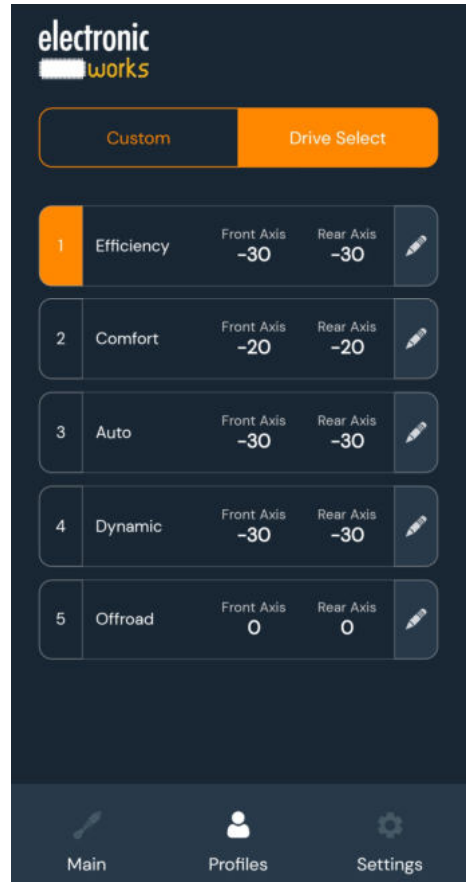 electronic
works
Custom Drive Select
1 Efficiency Front Axis -30 Rear Axis -30
2 Comfort Front Axis -20 Rear Axis -20
3 Auto Front Axis -30 Rear Axis -30
4 Dynamic Front Axis -30 Rear Axis -30
5 Offroad Front Axis 0 Rear Axis 0
Main Profiles Settings